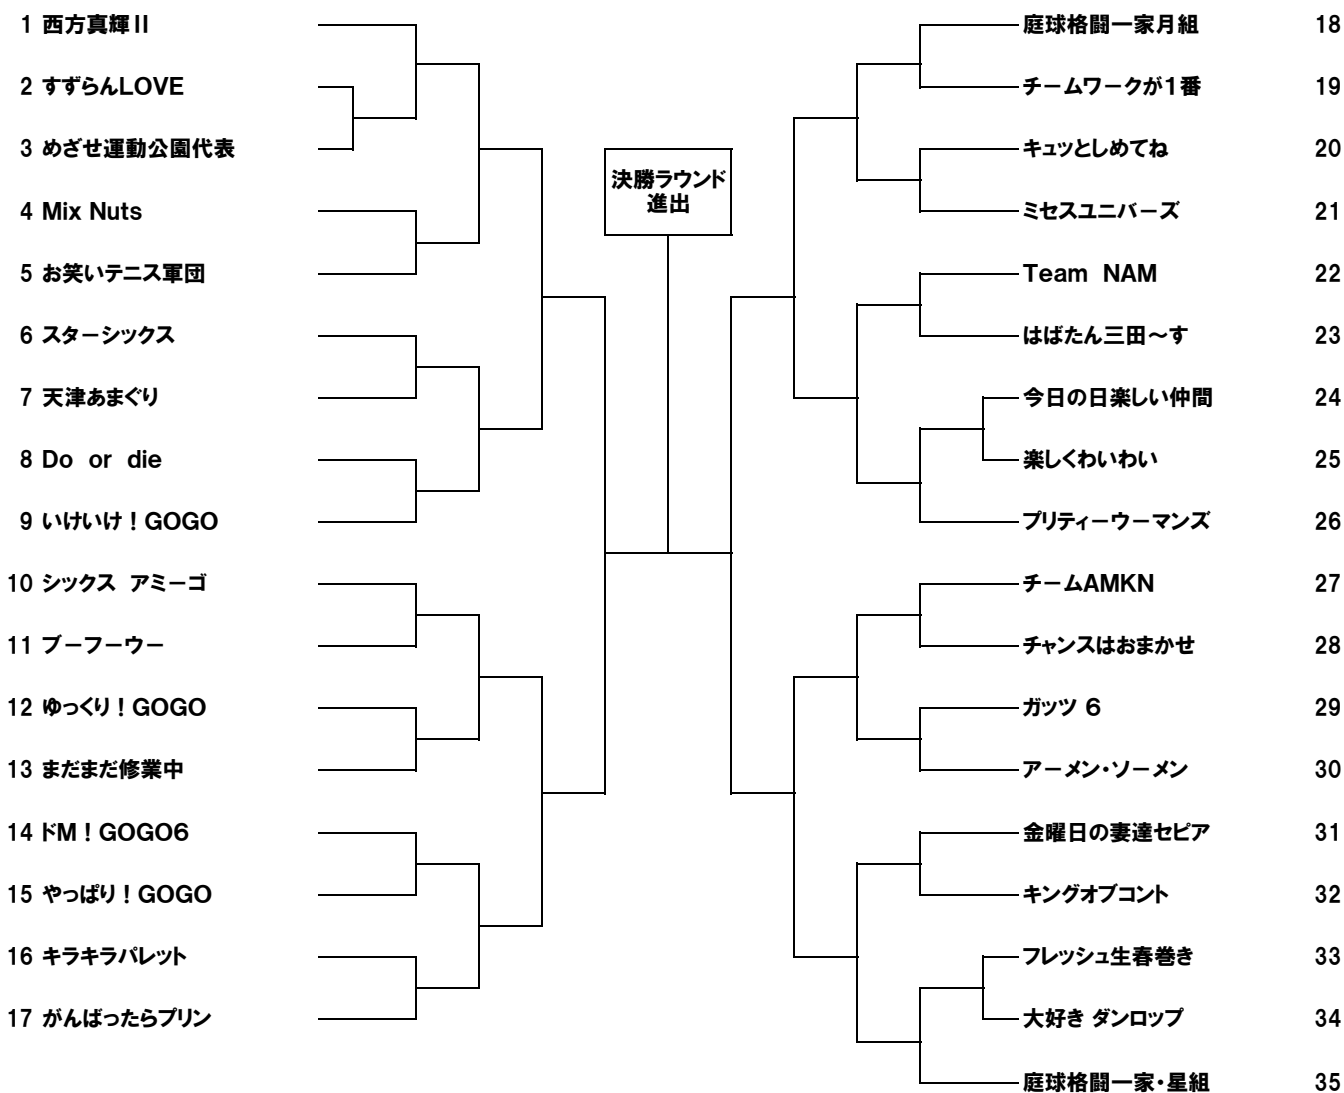 1 西方真輝Ⅱ
2 すずらんLOVE
3 めざせ運動公園代表
4 Mix Nuts
5 お笑いテニス軍団
6 スターシックス
7 天津あまぐり
8 Do or die
9 いけいけ！GOGO
10 シックス アミーゴ
11 ブーフーウー
12 ゆっくり！GOGO
13 まだまだ修業中
14 ドM！GOGO6
15 やっぱり！GOGO
16 キラキラパレット
17 がんばったらプリン
決勝ラウンド
進出
庭球格闘一家月組 18
チームワークが1番 19
キュッとしめてね 20
ミセスユニバーズ 21
Team NAM 22
はばたん三田～す 23
今日の日楽しい仲間 24
楽しくわいわい 25
プリティーウーマンズ 26
チームAMKN 27
チャンスはおまかせ 28
ガッツ 6 29
アーメン・ソーメン 30
金曜日の妻達セピア 31
キングオブコント 32
フレッシュ生春巻き 33
大好き ダンロップ 34
庭球格闘一家・星組 35